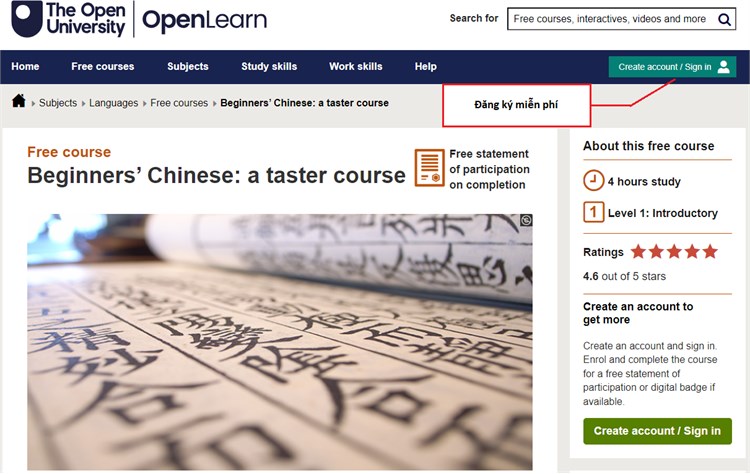 The Open
University
OpenLearn
Search for
Free courses, interactives, videos and more
Home
Free courses
Subjects
Study skills
Work skills
Help
Create account / Sign in
Subjects
Languages
Free courses
Beginners’ Chinese: a taster course
Đăng ký miễn phí
Free course
Beginners’ Chinese: a taster course
Free statement
of participation
on completion
About this free course
4 hours study
1
Level 1: Introductory
Ratings
4.6 out of 5 stars
Create an account to
get more
Create an account and sign in.
Enrol and complete the course
for a free statement of
participation or digital badge if
available.
Create account / Sign in